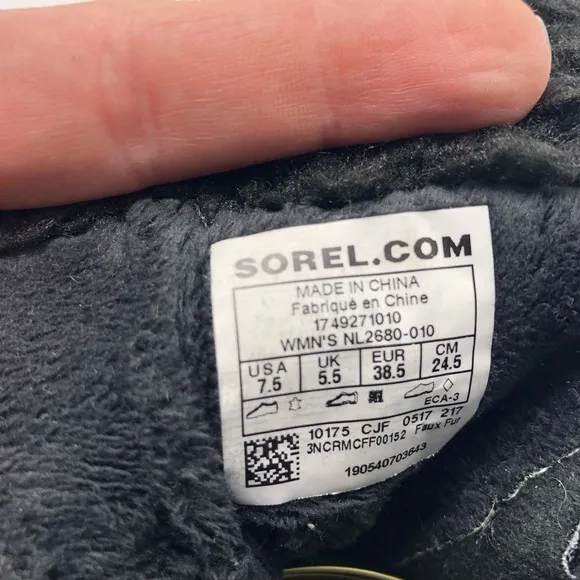 SOREL.COM
MADE IN CHINA
Fabriqué en Chine
1749271010
WMN'S NL2680-010
USA UK EUR CM
7.5 5.5 38.5 24.5
ECA-3
10175 CJF 0517 217
3NCRMCFF00152 Faux Fur
190540703643